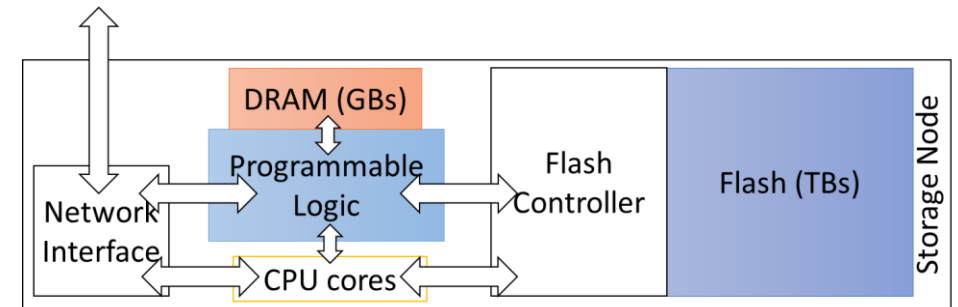 DRAM (GBs)
Programmable
Logic
Network
Interface
CPU cores
Flash
Controller
Flash (TBs)
Storage Node